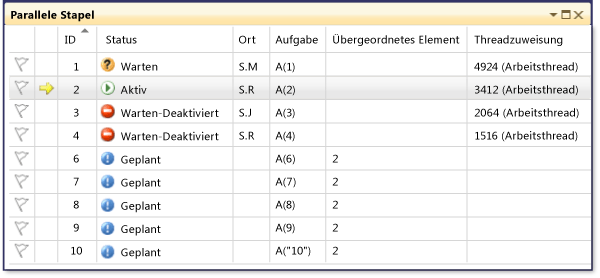 Parallele Stapel
ID Status Ort Aufgabe Übergeordnetes Element Threadzuweisung
1 Warten S.M A(1) 4924 (Arbeitsthread)
2 Aktiv S.R A(2) 3412 (Arbeitsthread)
3 Warten-Deaktiviert S.J A(3) 2064 (Arbeitsthread)
4 Warten-Deaktiviert S.R A(4) 1516 (Arbeitsthread)
6 Geplant A(6) 2
7 Geplant A(7) 2
8 Geplant A(8) 2
9 Geplant A(9) 2
10 Geplant A("10") 2